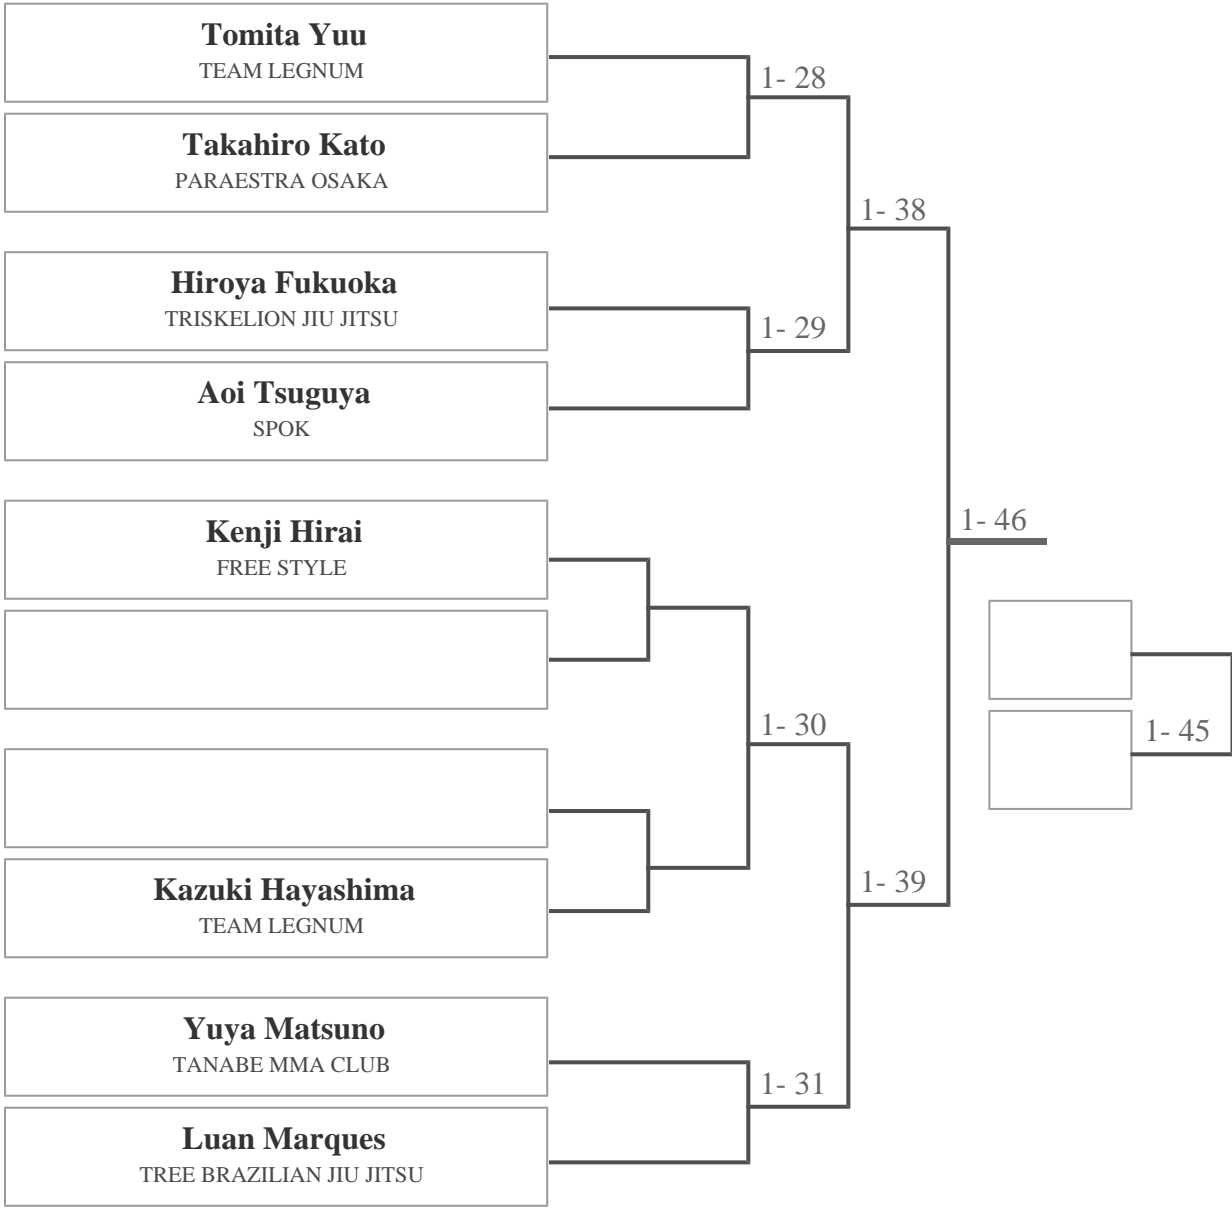 Tomita Yuu
TEAM LEGNUM
1- 28
Takahiro Kato
PARAESTRA OSAKA
1- 38
Hiroya Fukuoka
TRISKELION JIU JITSU
1- 29
Aoi Tsuguya
SPOK
Kenji Hirai
FREE STYLE
1- 46
1- 30
1- 45
Kazuki Hayashima
TEAM LEGNUM
1- 39
Yuya Matsuno
TANABE MMA CLUB
1- 31
Luan Marques
TREE BRAZILIAN JIU JITSU